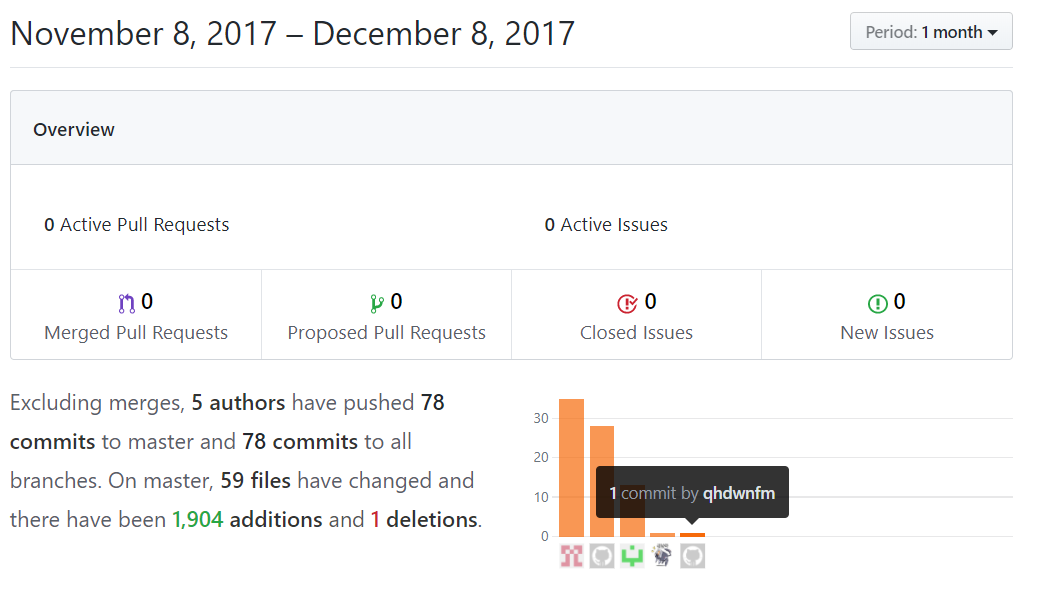 November 8, 2017 – December 8, 2017
Period: 1 month
Overview
0 Active Pull Requests
0 Active Issues
0
Merged Pull Requests
0
Proposed Pull Requests
0
Closed Issues
0
New Issues
Excluding merges, 5 authors have pushed 78
commits to master and 78 commits to all
branches. On master, 59 files have changed and
there have been 1,904 additions and 1 deletions.
30
20
10
0
1 commit by qhdwnfm